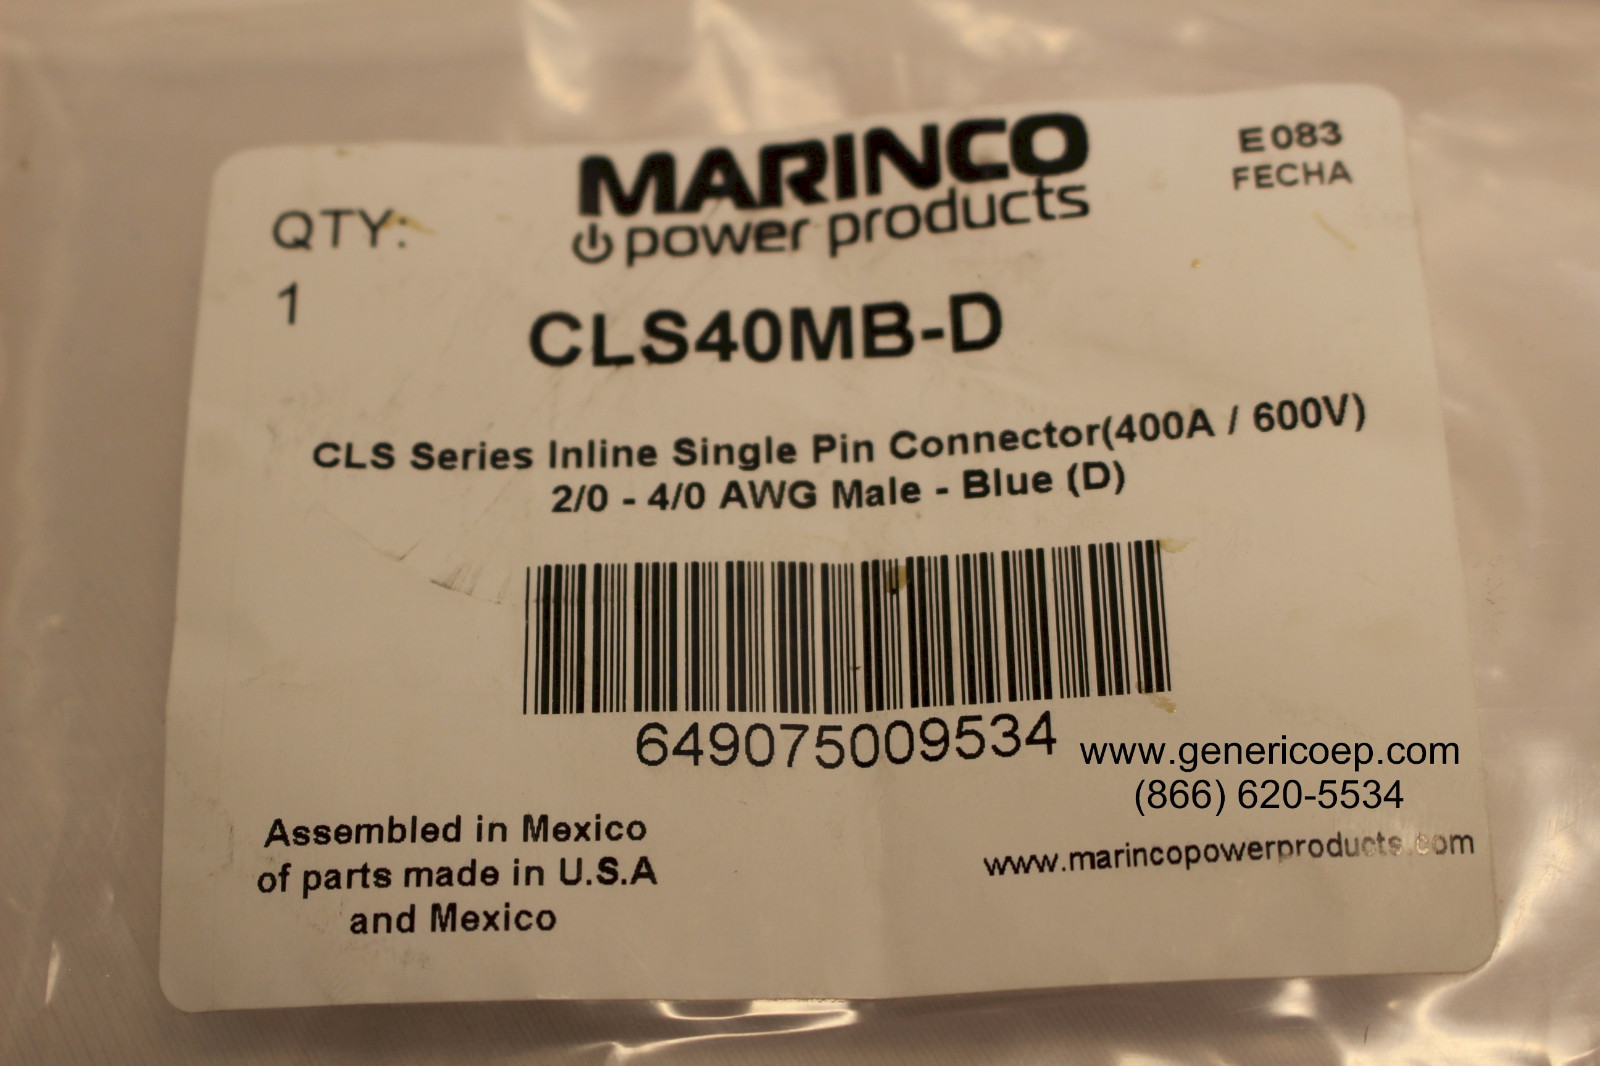 MARINCO
power products
E083
FECHA
QTY:
1
CLS40MB-D
CLS Series Inline Single Pin Connector(400A / 600V)
2/0 - 4/0 AWG Male - Blue (D)
649075009534
www.genericoep.com
(866) 620-5534
Assembled in Mexico
of parts made in U.S.A
and Mexico
www.marincopowerproducts.com